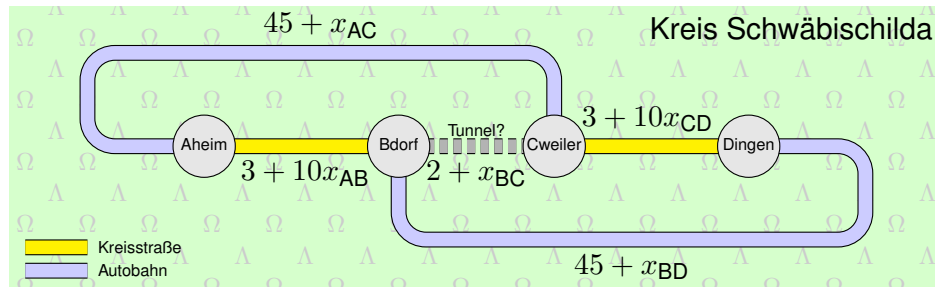 45 + x_AC
Kreis Schwäbischilda
Tunnel?
3 + 10x_CD
Aheim
Bdorf
Cweiler
Dingen
3 + 10x_AB
2 + x_BC
Kreisstraße
Autobahn
45 + x_BD